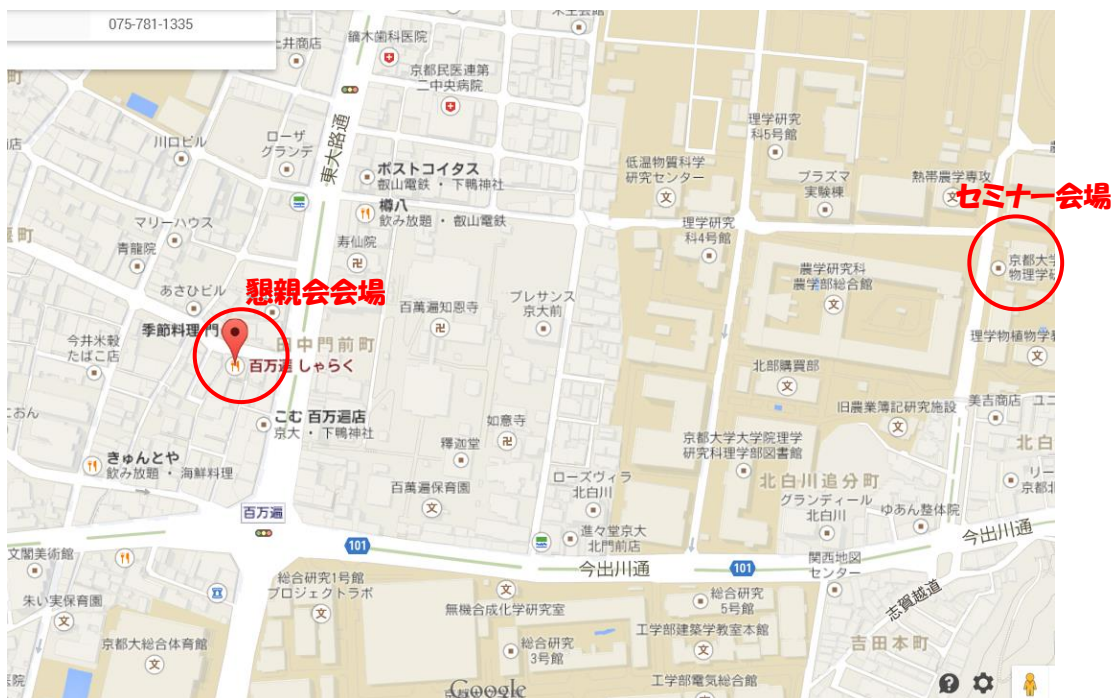 075-781-1335
土井商店
鏑木歯科医院
京都民医連第
二中央病院
理学研究
科5号館
川口ビル
ローザ
グランデ
東大路通
ポストコイタス
叡山電鉄 ・ 下鴨神社
低温物質科学
研究センター
プラズマ
実験棟
熱帯農学専攻
セミナー会場
樽八
飲み放題 ・ 叡山電鉄
マリーハウス
青龍院
寿仙院
理学研究
科4号館
京都大学
物理学研
農学研究科
農学部総合館
あさひビル
懇親会会場
百萬遍知恩寺
プレサンス
京大前
季節料理 門
田中門前町
今井米穀
たばこ店
百万遍 しゃらく
理学物植物学
北部購買部
旧農業簿記研究施設
美吉商店
こむ 百万遍店
京大 ・ 下鴨神社
如意寺
釋迦堂
京都大学大学院理学
研究科理学部図書館
北白
きゅんとや
飲み放題 ・ 海鮮料理
ローズヴィラ
北白川
北白川追分町
百萬遍保育園
グランディール
北白川
ゆあん整体院
百万遍
101
進々堂京大
北門前店
今出川通
101
今出川通
文閣美術館
関西地図
センター
総合研究1号館
プロジェクトラボ
朱い実保育園
無機合成化学研究室
総合研究
5号館
志賀越道
京都大総合体育館
総合研究
3号館
工学部建築学教室本館
吉田本町
工学部電気総合館
Google